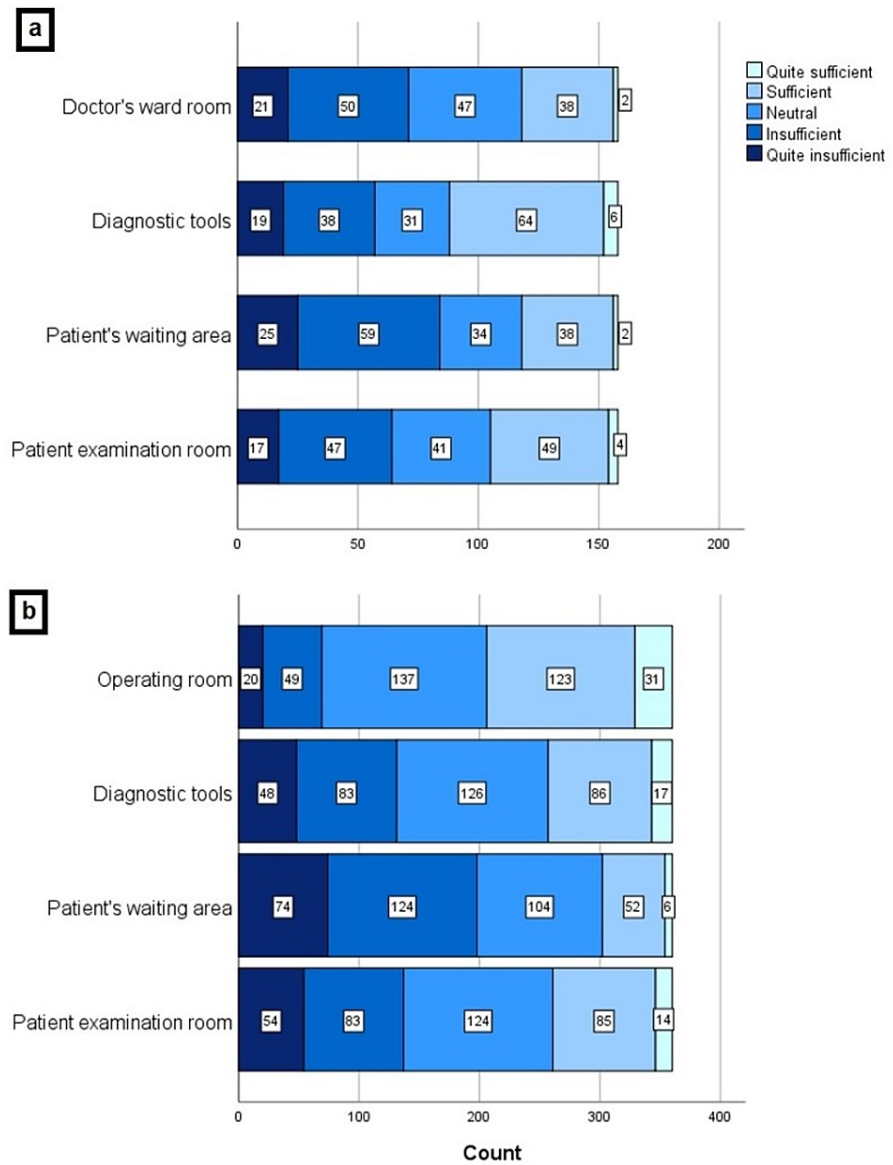 a
Quite sufficient
Sufficient
Neutral
Insufficient
Quite insufficient
Doctor's ward room 21 50 47 38 2
Diagnostic tools 19 38 31 64 6
Patient's waiting area 25 59 34 38 2
Patient examination room 17 47 41 49 4
0 50 100 150 200
b
Operating room 20 49 137 123 31
Diagnostic tools 48 83 126 86 17
Patient's waiting area 74 124 104 52 6
Patient examination room 54 83 124 85 14
0 100 200 300 400
Count